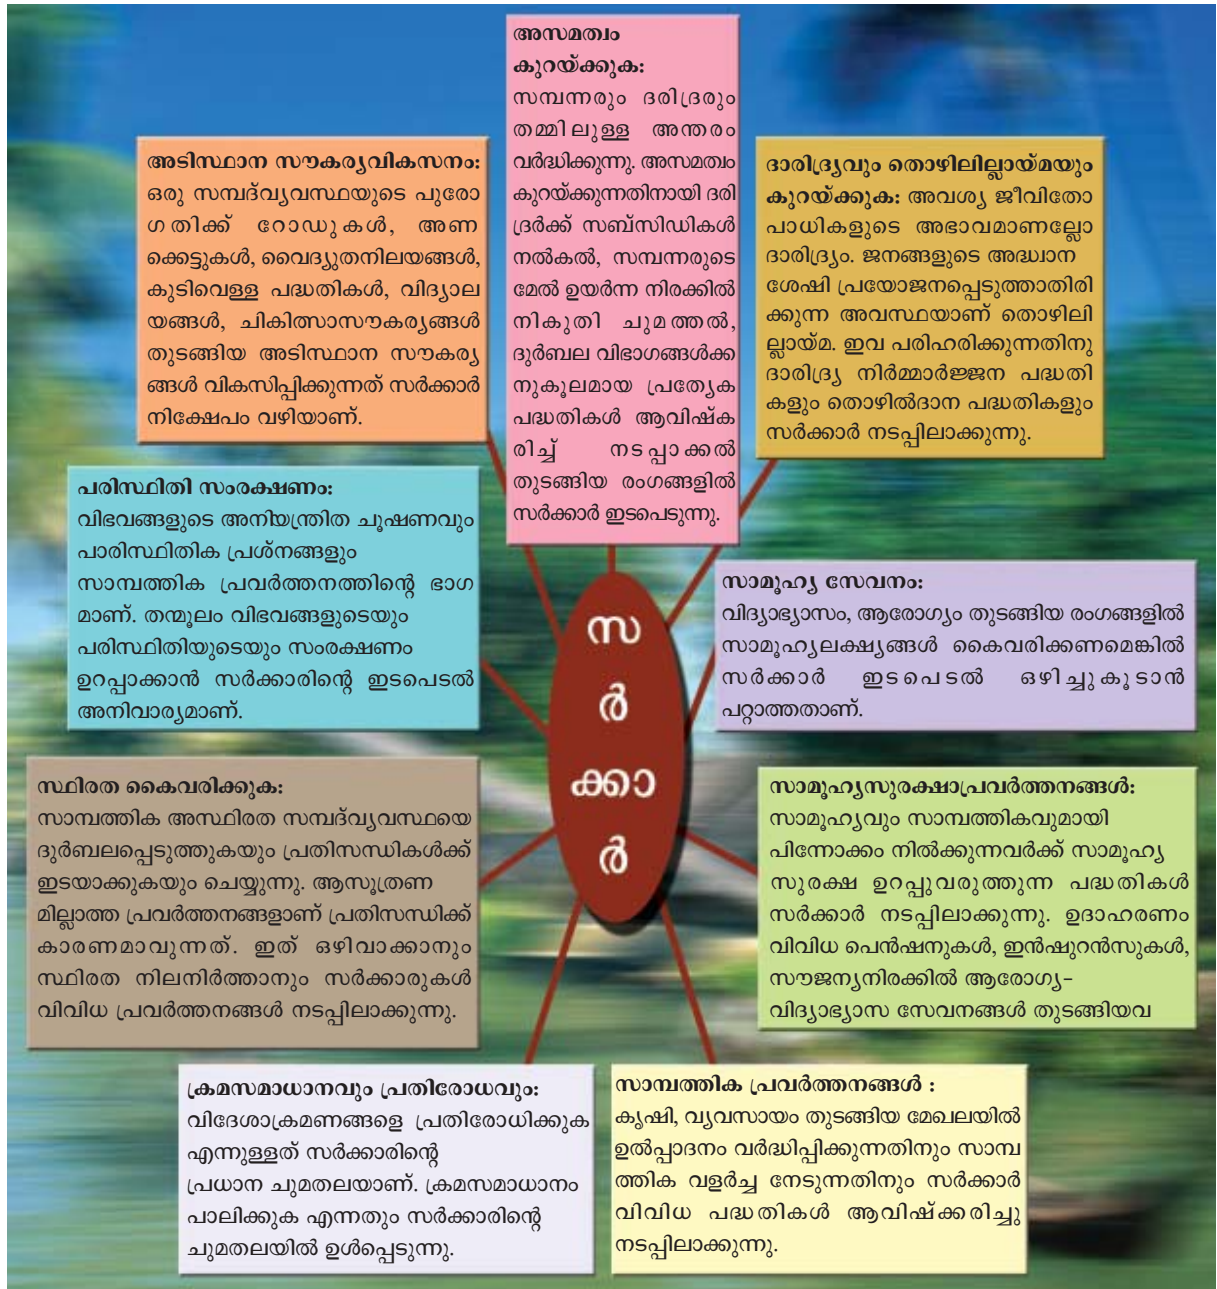 അസമത്വം
കുറയ്ക്കുക:
സമ്പന്നരും ദരിദ്രരും
തമ്മിലുള്ള അന്തരം
വർദ്ധിക്കുന്നു. അസമത്വം
കുറയ്ക്കുന്നതിനായി ദരി
ദ്രർക്ക് സബ്സിഡികൾ
നൽകൽ, സമ്പന്നരുടെ
മേൽ ഉയർന്ന നിരക്കിൽ
നികുതി ചുമത്തൽ,
ദുർബല വിഭാഗങ്ങൾക്ക
നുകൂലമായ പ്രത്യേക
പദ്ധതികൾ ആവിഷ്ക
രിച്ച് നടപ്പാക്കൽ
തുടങ്ങിയ രംഗങ്ങളിൽ
സർക്കാർ ഇടപെടുന്നു.
അടിസ്ഥാന സൗകര്യവികസനം:
ഒരു സമ്പദ്‌വ്യവസ്ഥയുടെ പുരോ
ഗതിക്ക് റോഡുകൾ, അണ
ക്കെട്ടുകൾ, വൈദ്യുതനിലയങ്ങൾ,
കുടിവെള്ള പദ്ധതികൾ, വിദ്യാല
യങ്ങൾ, ചികിത്സാസൗകര്യങ്ങൾ
തുടങ്ങിയ അടിസ്ഥാന സൗകര്യ
ങ്ങൾ വികസിപ്പിക്കുന്നത് സർക്കാർ
നിക്ഷേപം വഴിയാണ്.
ദാരിദ്ര്യവും തൊഴിലില്ലായ്മയും
കുറയ്ക്കുക: അവശ്യ ജീവിതോ
പാധികളുടെ അഭാവമാണല്ലോ
ദാരിദ്ര്യം. ജനങ്ങളുടെ അദ്ധ്വാന
ശേഷി പ്രയോജനപ്പെടുത്താതിരി
ക്കുന്ന അവസ്ഥയാണ് തൊഴിലി
ല്ലായ്മ. ഇവ പരിഹരിക്കുന്നതിനു
ദാരിദ്ര്യ നിർമ്മാർജ്ജന പദ്ധതി
കളും തൊഴിൽദാന പദ്ധതികളും
സർക്കാർ നടപ്പിലാക്കുന്നു.
പരിസ്ഥിതി സംരക്ഷണം:
വിഭവങ്ങളുടെ അനിയന്ത്രിത ചൂഷണവും
പാരിസ്ഥിതിക പ്രശ്നങ്ങളും
സാമ്പത്തിക പ്രവർത്തനത്തിന്റെ ഭാഗ
മാണ്. തന്മൂലം വിഭവങ്ങളുടെയും
പരിസ്ഥിതിയുടെയും സംരക്ഷണം
ഉറപ്പാക്കാൻ സർക്കാരിന്റെ ഇടപെടൽ
അനിവാര്യമാണ്.
സാമൂഹ്യ സേവനം:
വിദ്യാഭ്യാസം, ആരോഗ്യം തുടങ്ങിയ രംഗങ്ങളിൽ
സാമൂഹ്യലക്ഷ്യങ്ങൾ കൈവരിക്കണമെങ്കിൽ
സർക്കാർ ഇടപെടൽ ഒഴിച്ചുകൂടാൻ
പറ്റാത്തതാണ്.
സ
ർ
ക്കാ
ർ
സ്ഥിരത കൈവരിക്കുക:
സാമ്പത്തിക അസ്ഥിരത സമ്പദ്‌വ്യവസ്ഥയെ
ദുർബലപ്പെടുത്തുകയും പ്രതിസന്ധികൾക്ക്
ഇടയാക്കുകയും ചെയ്യുന്നു. ആസൂത്രണ
മില്ലാത്ത പ്രവർത്തനങ്ങളാണ് പ്രതിസന്ധിക്ക്
കാരണമാവുന്നത്. ഇത് ഒഴിവാക്കാനും
സ്ഥിരത നിലനിർത്താനും സർക്കാരുകൾ
വിവിധ പ്രവർത്തനങ്ങൾ നടപ്പിലാക്കുന്നു.
സാമൂഹ്യസുരക്ഷാപ്രവർത്തനങ്ങൾ:
സാമൂഹ്യവും സാമ്പത്തികവുമായി
പിന്നോക്കം നിൽക്കുന്നവർക്ക് സാമൂഹ്യ
സുരക്ഷ ഉറപ്പുവരുത്തുന്ന പദ്ധതികൾ
സർക്കാർ നടപ്പിലാക്കുന്നു. ഉദാഹരണം
വിവിധ പെൻഷനുകൾ, ഇൻഷുറൻസുകൾ,
സൗജന്യനിരക്കിൽ ആരോഗ്യ-
വിദ്യാഭ്യാസ സേവനങ്ങൾ തുടങ്ങിയവ
ക്രമസമാധാനവും പ്രതിരോധവും:
വിദേശാക്രമണങ്ങളെ പ്രതിരോധിക്കുക
എന്നുള്ളത് സർക്കാരിന്റെ
പ്രധാന ചുമതലയാണ്. ക്രമസമാധാനം
പാലിക്കുക എന്നതും സർക്കാരിന്റെ
ചുമതലയിൽ ഉൾപ്പെടുന്നു.
സാമ്പത്തിക പ്രവർത്തനങ്ങൾ :
കൃഷി, വ്യവസായം തുടങ്ങിയ മേഖലയിൽ
ഉൽപ്പാദനം വർദ്ധിപ്പിക്കുന്നതിനും സാമ്പ
ത്തിക വളർച്ച നേടുന്നതിനും സർക്കാർ
വിവിധ പദ്ധതികൾ ആവിഷ്ക്കരിച്ചു
നടപ്പിലാക്കുന്നു.